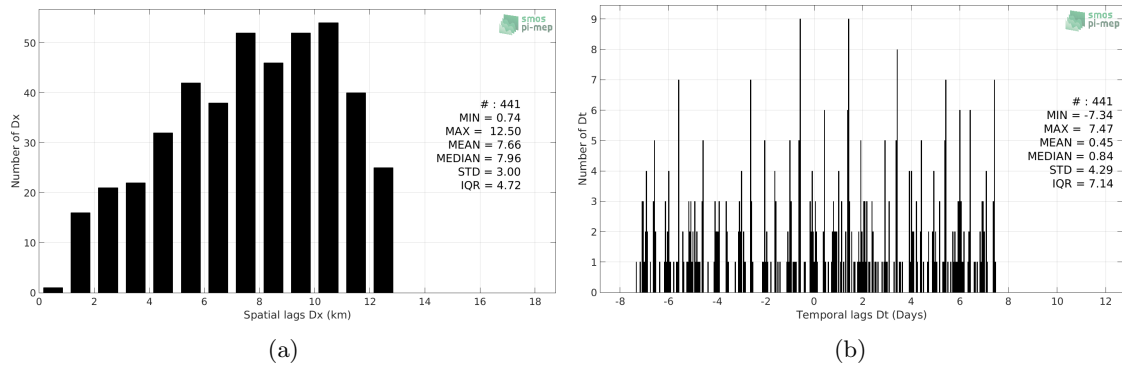 smos
pi-mep
50
40
30
20
10
0
Number of Dx
# : 441
MIN = 0.74
MAX = 12.50
MEAN = 7.66
MEDIAN = 7.96
STD = 3.00
IQR = 4.72
0 2 4 6 8 10 12 14 16 18
Spatial lags Dx (km)
(a)
smos
pi-mep
9
8
7
6
5
4
3
2
1
0
Number of Dt
# : 441
MIN = -7.34
MAX = 7.47
MEAN = 0.45
MEDIAN = 0.84
STD = 4.29
IQR = 7.14
-8 -6 -4 -2 0 2 4 6 8 10 12
Temporal lags Dt (Days)
(b)